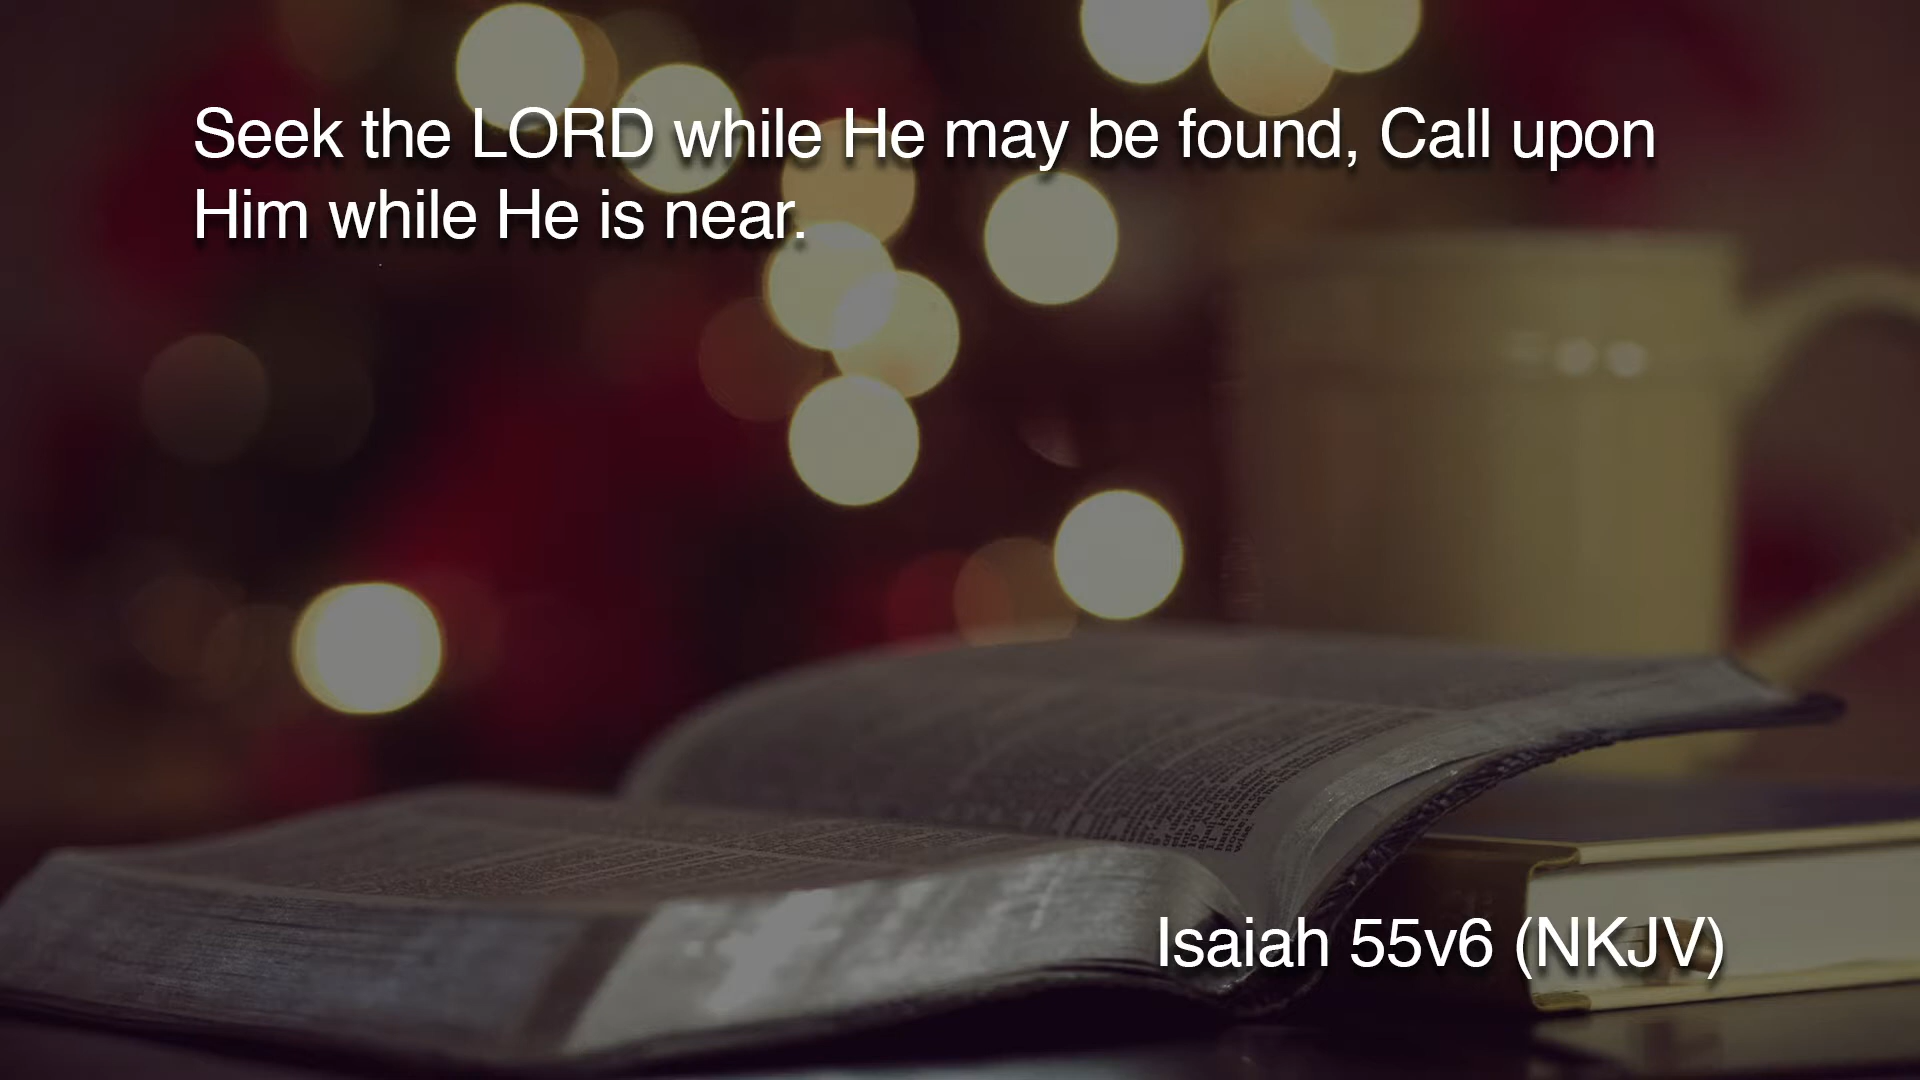 Seek the LORD while He may be found, Call upon
Him while He is near.
Isaiah 55v6 (NKJV)